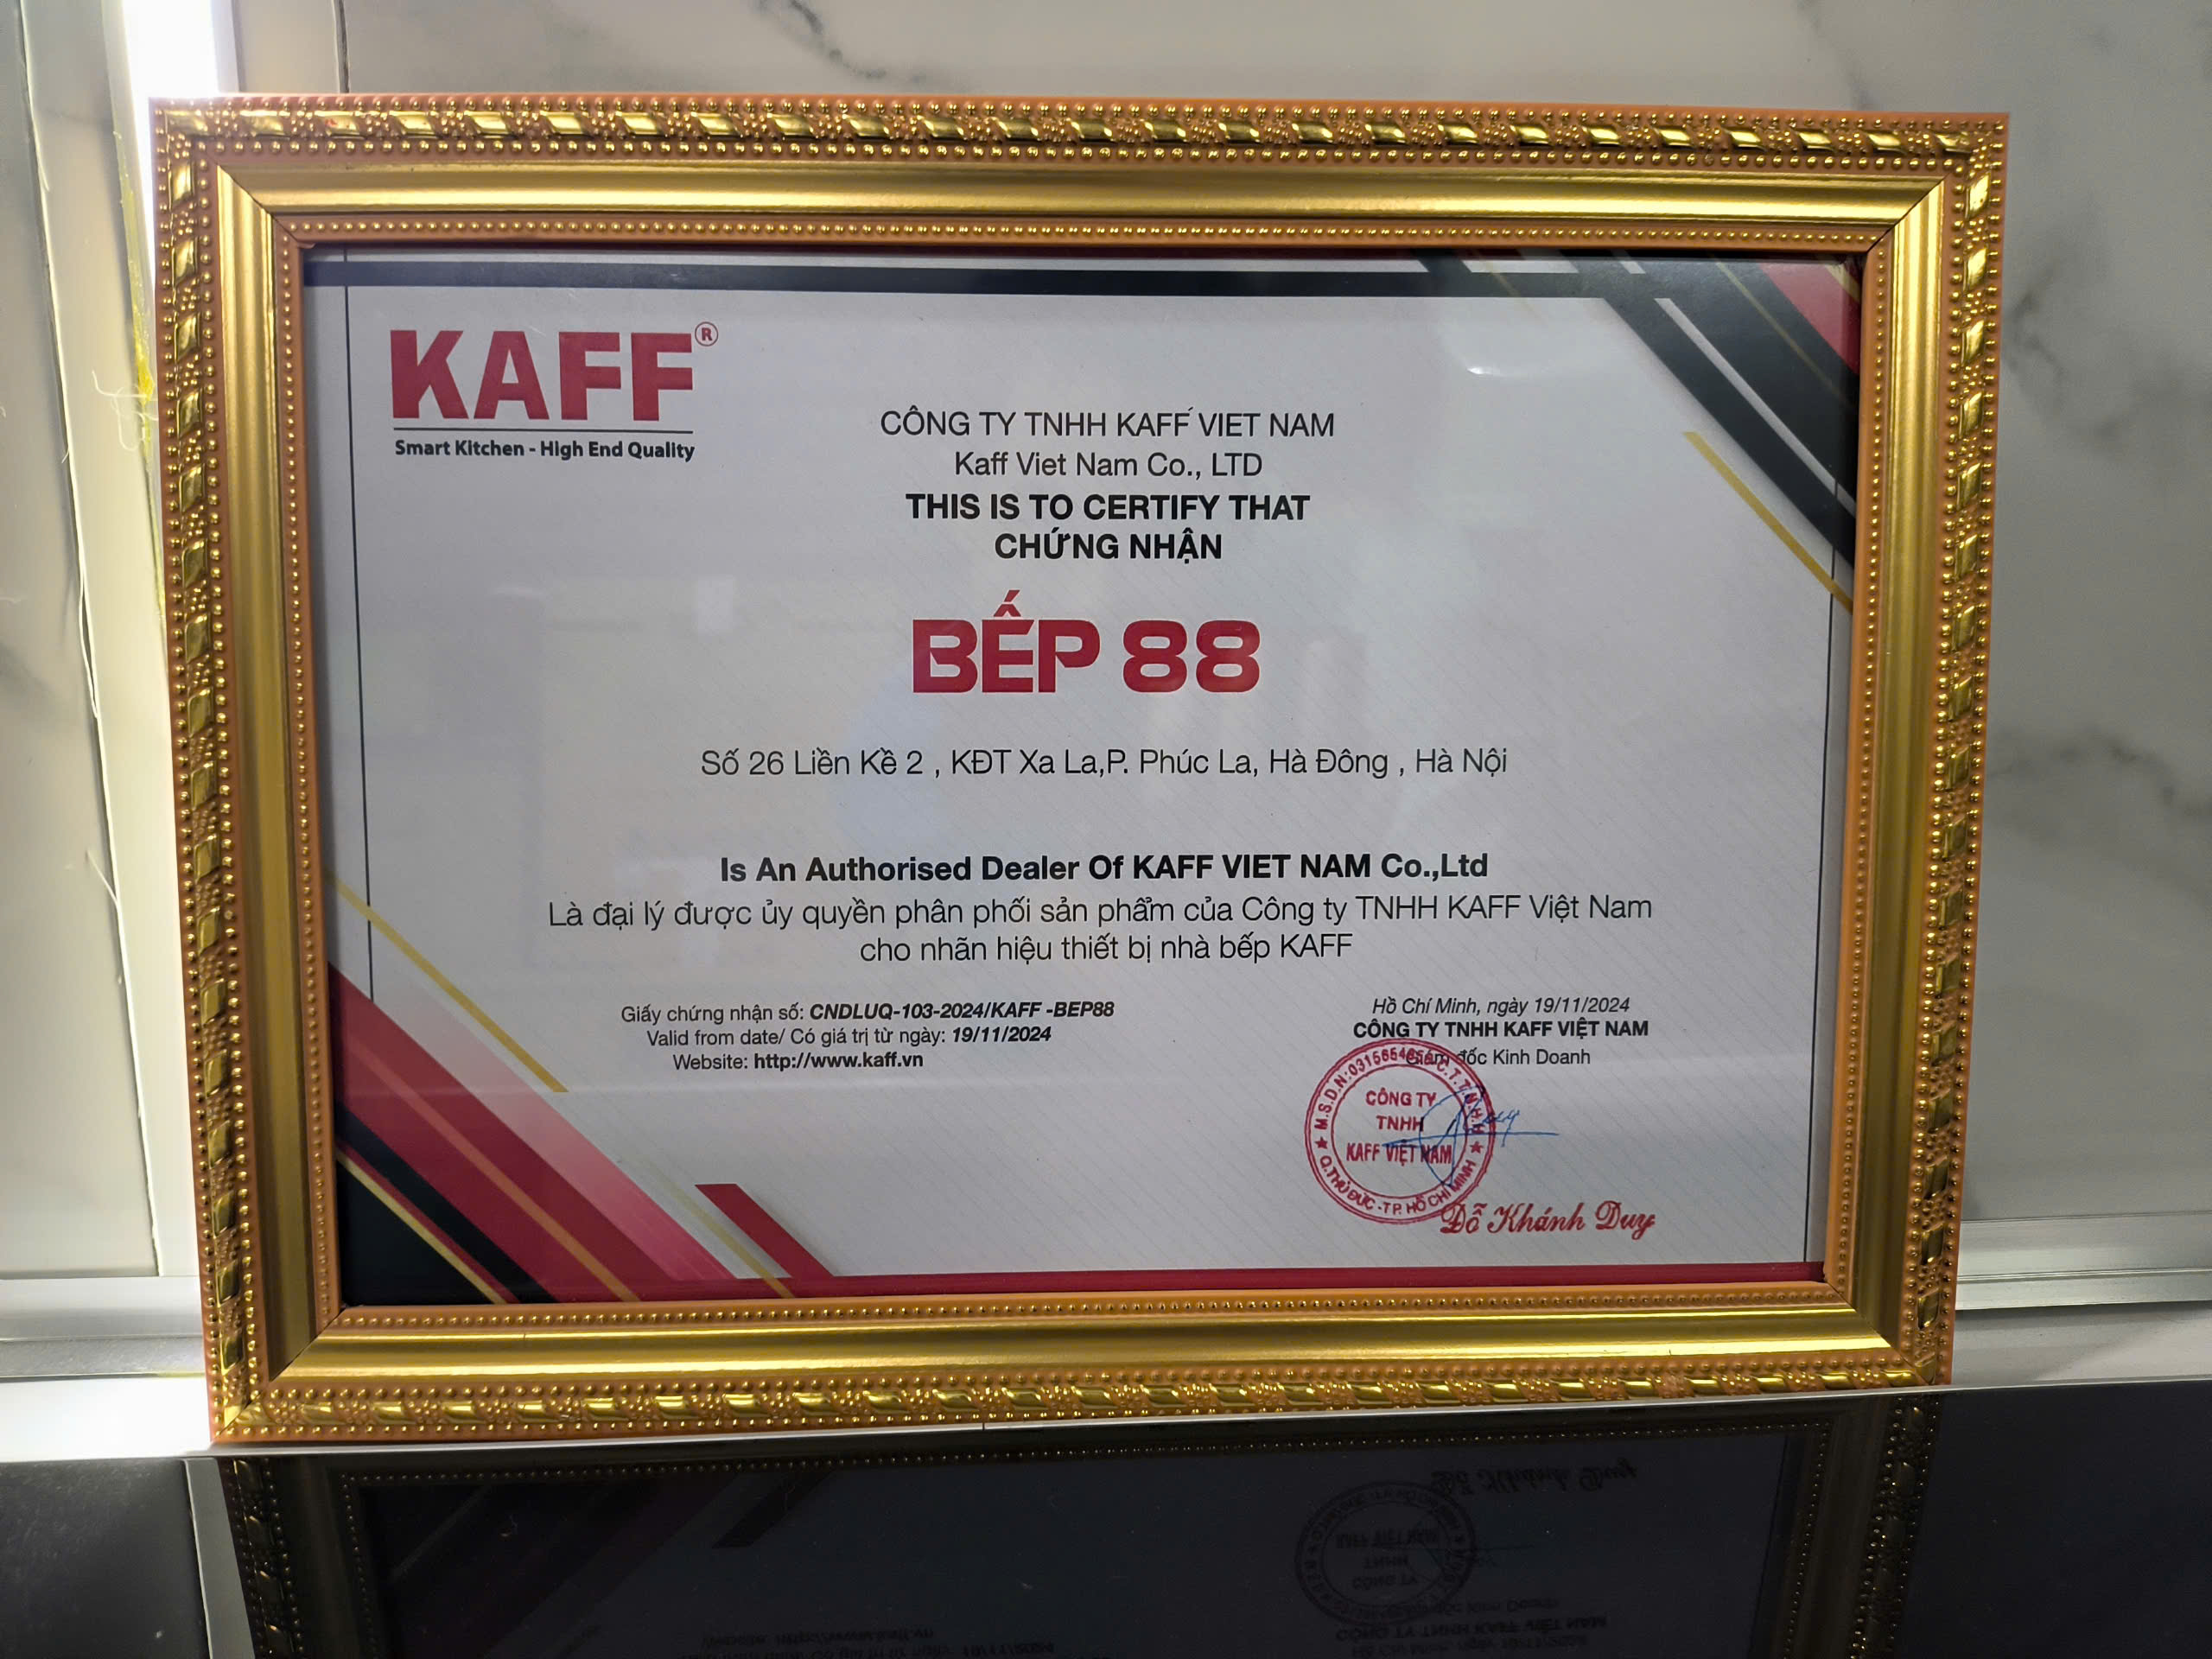 KAFF®
Smart Kitchen - High End Quality
CÔNG TY TNHH KAFF VIET NAM
Kaff Viet Nam Co., LTD
THIS IS TO CERTIFY THAT
CHỨNG NHẬN
BẾP 88
Số 26 Liền Kề 2 , KĐT Xa La,P. Phúc La, Hà Đông , Hà Nội
Is An Authorised Dealer Of KAFF VIET NAM Co.,Ltd
Là đại lý được ủy quyền phân phối sản phẩm của Công ty TNHH KAFF Việt Nam
cho nhãn hiệu thiết bị nhà bếp KAFF
Giấy chứng nhận số: CNDLUQ-103-2024/KAFF -BEP88
Valid from date/ Có giá trị từ ngày: 19/11/2024
Website: http://www.kaff.vn
Hồ Chí Minh, ngày 19/11/2024
CÔNG TY TNHH KAFF VIỆT NAM
Giám đốc Kinh Doanh
CÔNG TY
TNHH
KAFF VIỆT NAM
Q.THỦ ĐỨC - TP. HỒ CHÍ MINH
Đỗ Khánh Duy